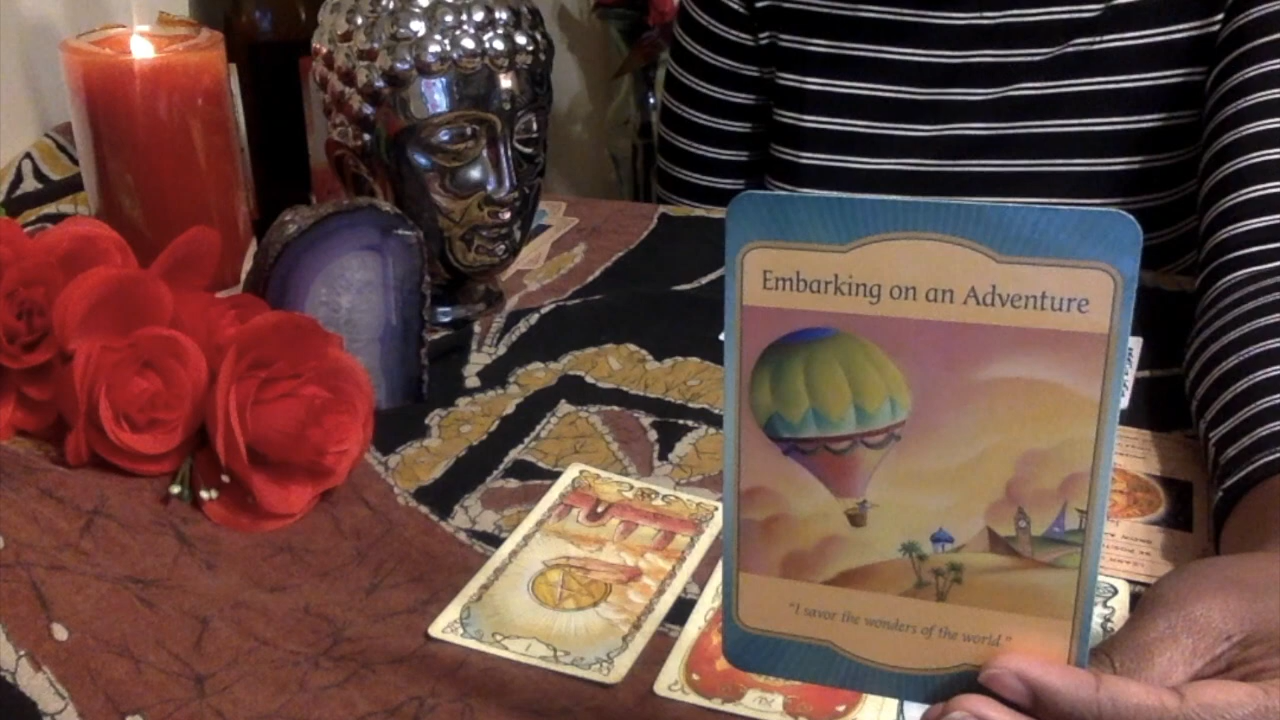 Embarking on an Adventure
"I savor the wonders of the world."